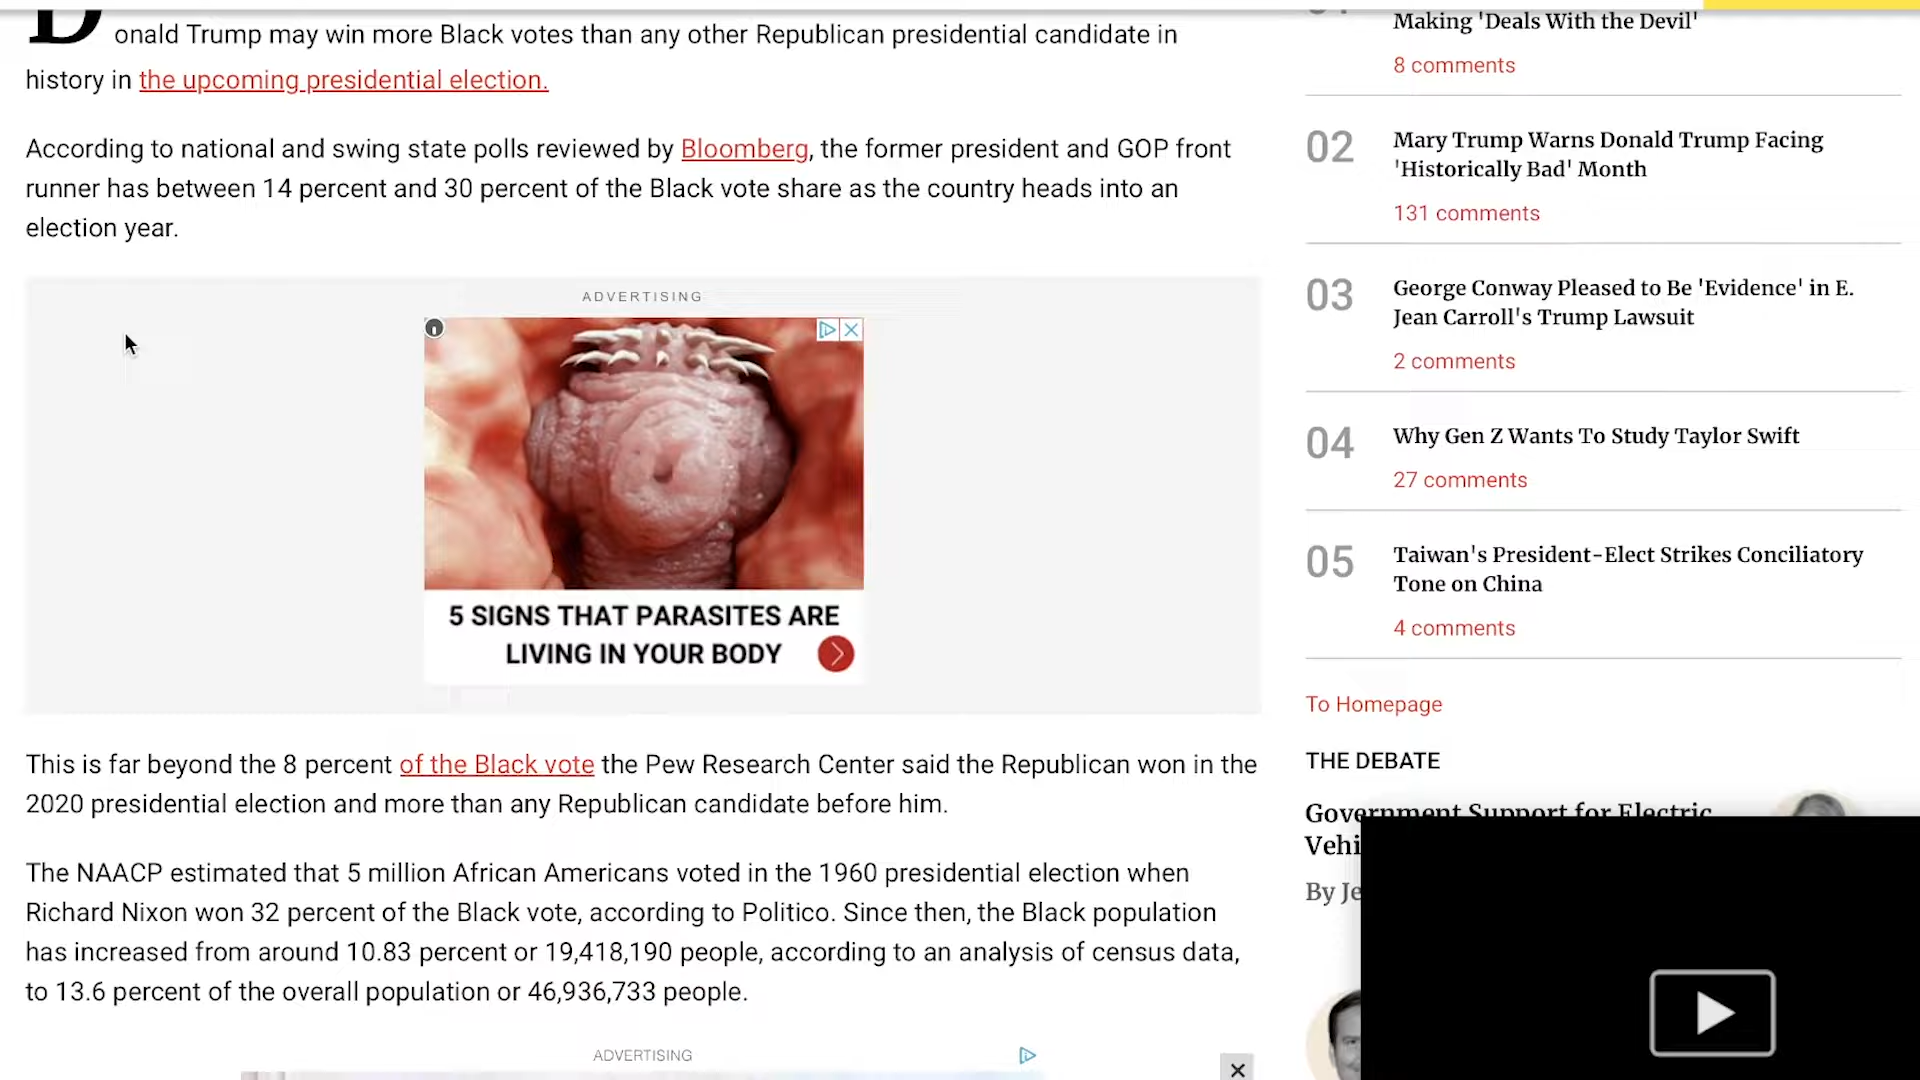 Donald Trump may win more Black votes than any other Republican presidential candidate in
history in the upcoming presidential election.
According to national and swing state polls reviewed by Bloomberg, the former president and GOP front
runner has between 14 percent and 30 percent of the Black vote share as the country heads into an
election year.
ADVERTISING
5 SIGNS THAT PARASITES ARE
LIVING IN YOUR BODY
This is far beyond the 8 percent of the Black vote the Pew Research Center said the Republican won in the
2020 presidential election and more than any Republican candidate before him.
The NAACP estimated that 5 million African Americans voted in the 1960 presidential election when
Richard Nixon won 32 percent of the Black vote, according to Politico. Since then, the Black population
has increased from around 10.83 percent or 19,418,190 people, according to an analysis of census data,
to 13.6 percent of the overall population or 46,936,733 people.
ADVERTISING
Making 'Deals With the Devil'
8 comments
02
Mary Trump Warns Donald Trump Facing
'Historically Bad' Month
131 comments
03
George Conway Pleased to Be 'Evidence' in E.
Jean Carroll's Trump Lawsuit
2 comments
04
Why Gen Z Wants To Study Taylor Swift
27 comments
05
Taiwan's President-Elect Strikes Conciliatory
Tone on China
4 comments
To Homepage
THE DEBATE
Government Support for Electric
Vehi
By Je